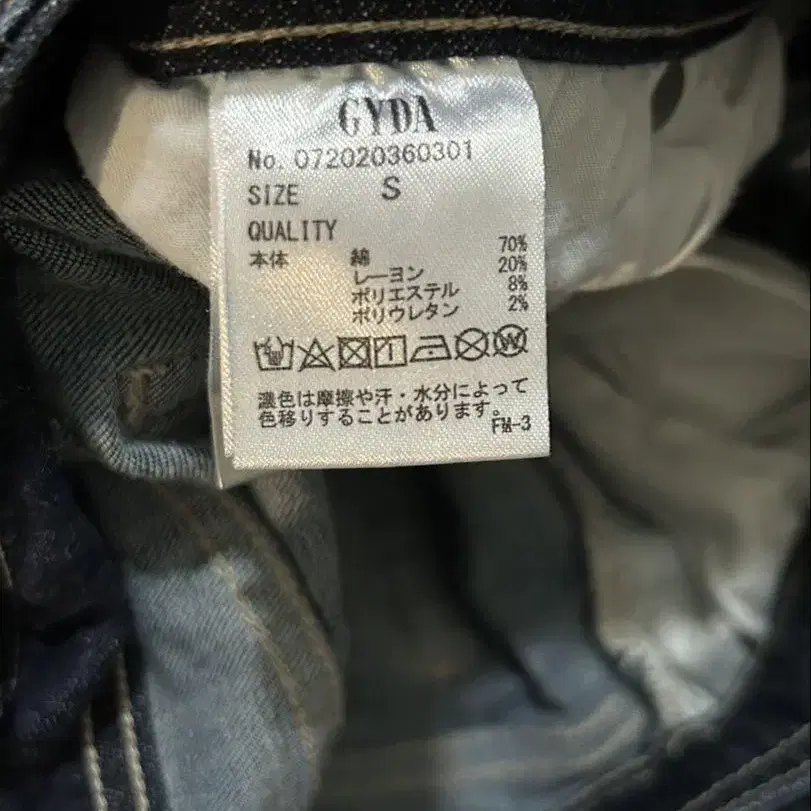 GYDA
No. 072020360301
SIZE S
QUALITY
本体 綿 70%
レーヨン 20%
ポリエステル 8%
ポリウレタン 2%
濃色は摩擦や汗・水分によって
色移りすることがあります。
FM-3